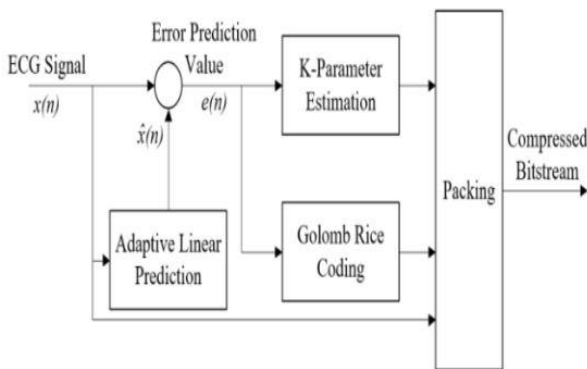 ECG Signal
x(n)
Error Prediction
Value
e(n)
x̂(n)
K-Parameter
Estimation
Adaptive Linear
Prediction
Golomb Rice
Coding
Packing
Compressed
Bitstream